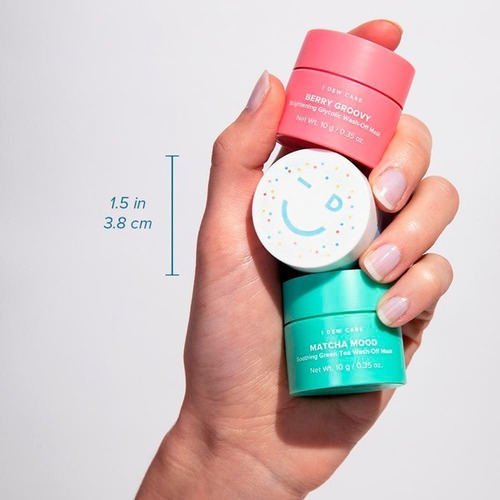 I DEW CARE
BERRY GROOVY
Brightening Glycolic Wash-Off Mask
Net Wt. 10 g / 0.35 oz.
1.5 in
3.8 cm
I D
I DEW CARE
MATCHA MOOD
Soothing Green Tea Wash-Off Mask
Net Wt. 10 g / 0.35 oz.